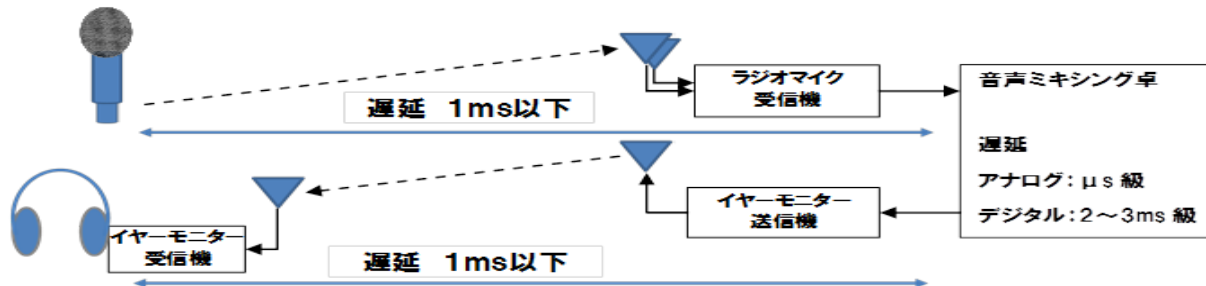 ラジオマイク
受信機
遅延 1ms以下
音声ミキシング卓
遅延
アナログ:μs 級
デジタル:2~3ms 級
イヤーモニター
送信機
イヤーモニター
受信機
遅延 1ms以下